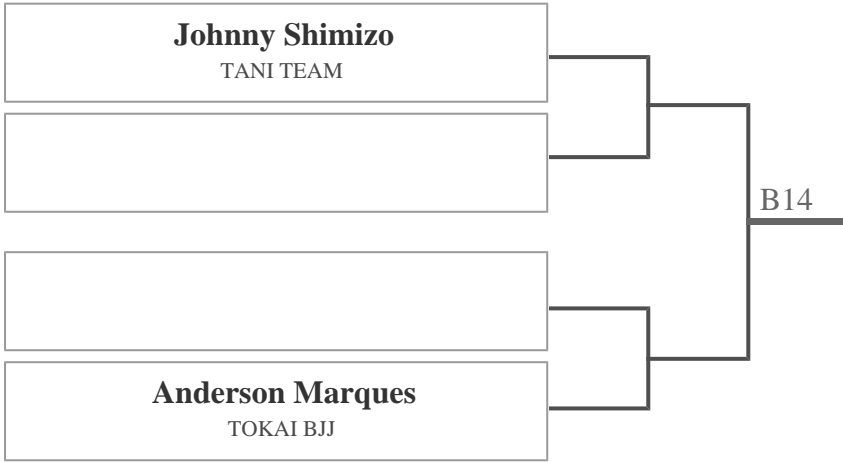 Johnny Shimizo
TANI TEAM
B14
Anderson Marques
TOKAI BJJ